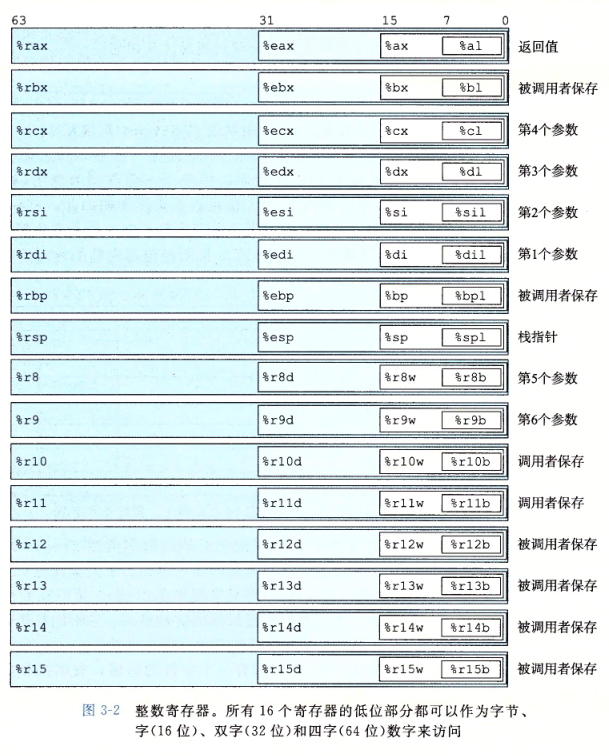 63 31 15 7 0
%rax %eax %ax %al 返回值
%rbx %ebx %bx %bl 被调用者保存
%rcx %ecx %cx %cl 第4个参数
%rdx %edx %dx %dl 第3个参数
%rsi %esi %si %sil 第2个参数
%rdi %edi %di %dil 第1个参数
%rbp %ebp %bp %bpl 被调用者保存
%rsp %esp %sp %spl 栈指针
%r8 %r8d %r8w %r8b 第5个参数
%r9 %r9d %r9w %r9b 第6个参数
%r10 %r10d %r10w %r10b 调用者保存
%r11 %r11d %r11w %r11b 调用者保存
%r12 %r12d %r12w %r12b 被调用者保存
%r13 %r13d %r13w %r13b 被调用者保存
%r14 %r14d %r14w %r14b 被调用者保存
%r15 %r15d %r15w %r15b 被调用者保存
图 3-2 整数寄存器。所有 16 个寄存器的低位部分都可以作为字节、
字(16 位)、双字(32 位)和四字(64 位)数字来访问